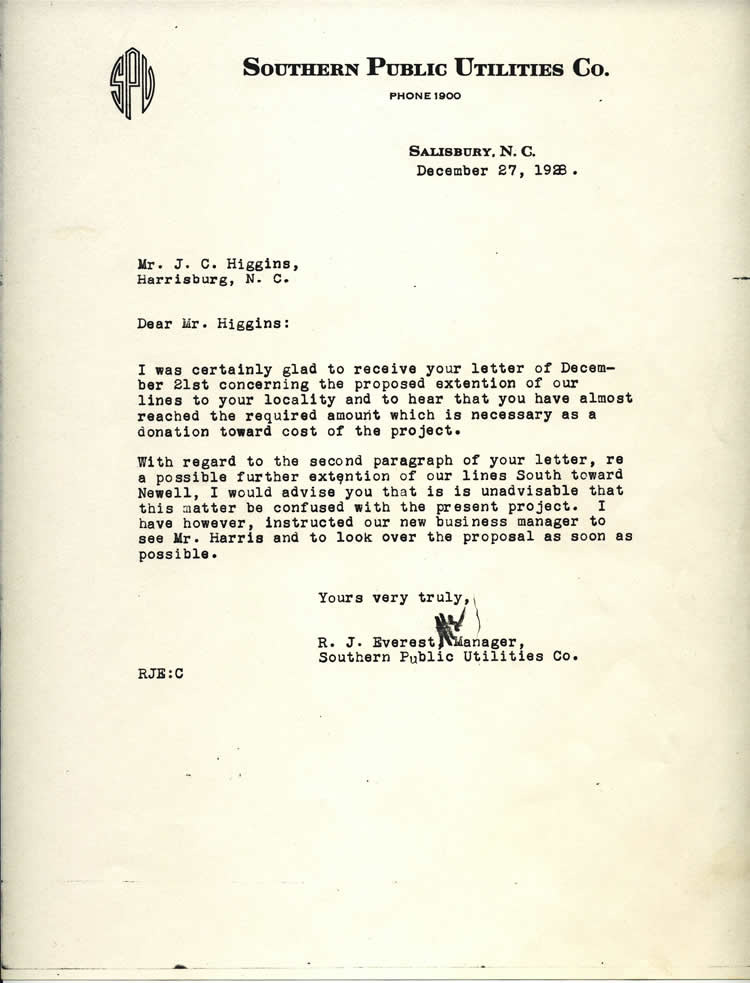 SPU
SOUTHERN PUBLIC UTILITIES CO.
PHONE 1900
SALISBURY, N. C.
December 27, 1928.
Mr. J. C. Higgins,
Harrisburg, N. C.
Dear Mr. Higgins:
I was certainly glad to receive your letter of Decem-
ber 21st concerning the proposed extention of our
lines to your locality and to hear that you have almost
reached the required amount which is necessary as a
donation toward cost of the project.
With regard to the second paragraph of your letter, re
a possible further extention of our lines South toward
Newell, I would advise you that is is unadvisable that
this matter be confused with the present project. I
have however, instructed our new business manager to
see Mr. Harris and to look over the proposal as soon as
possible.
Yours very truly,
R. J. Everest, Manager,
Southern Public Utilities Co.
RJE:C